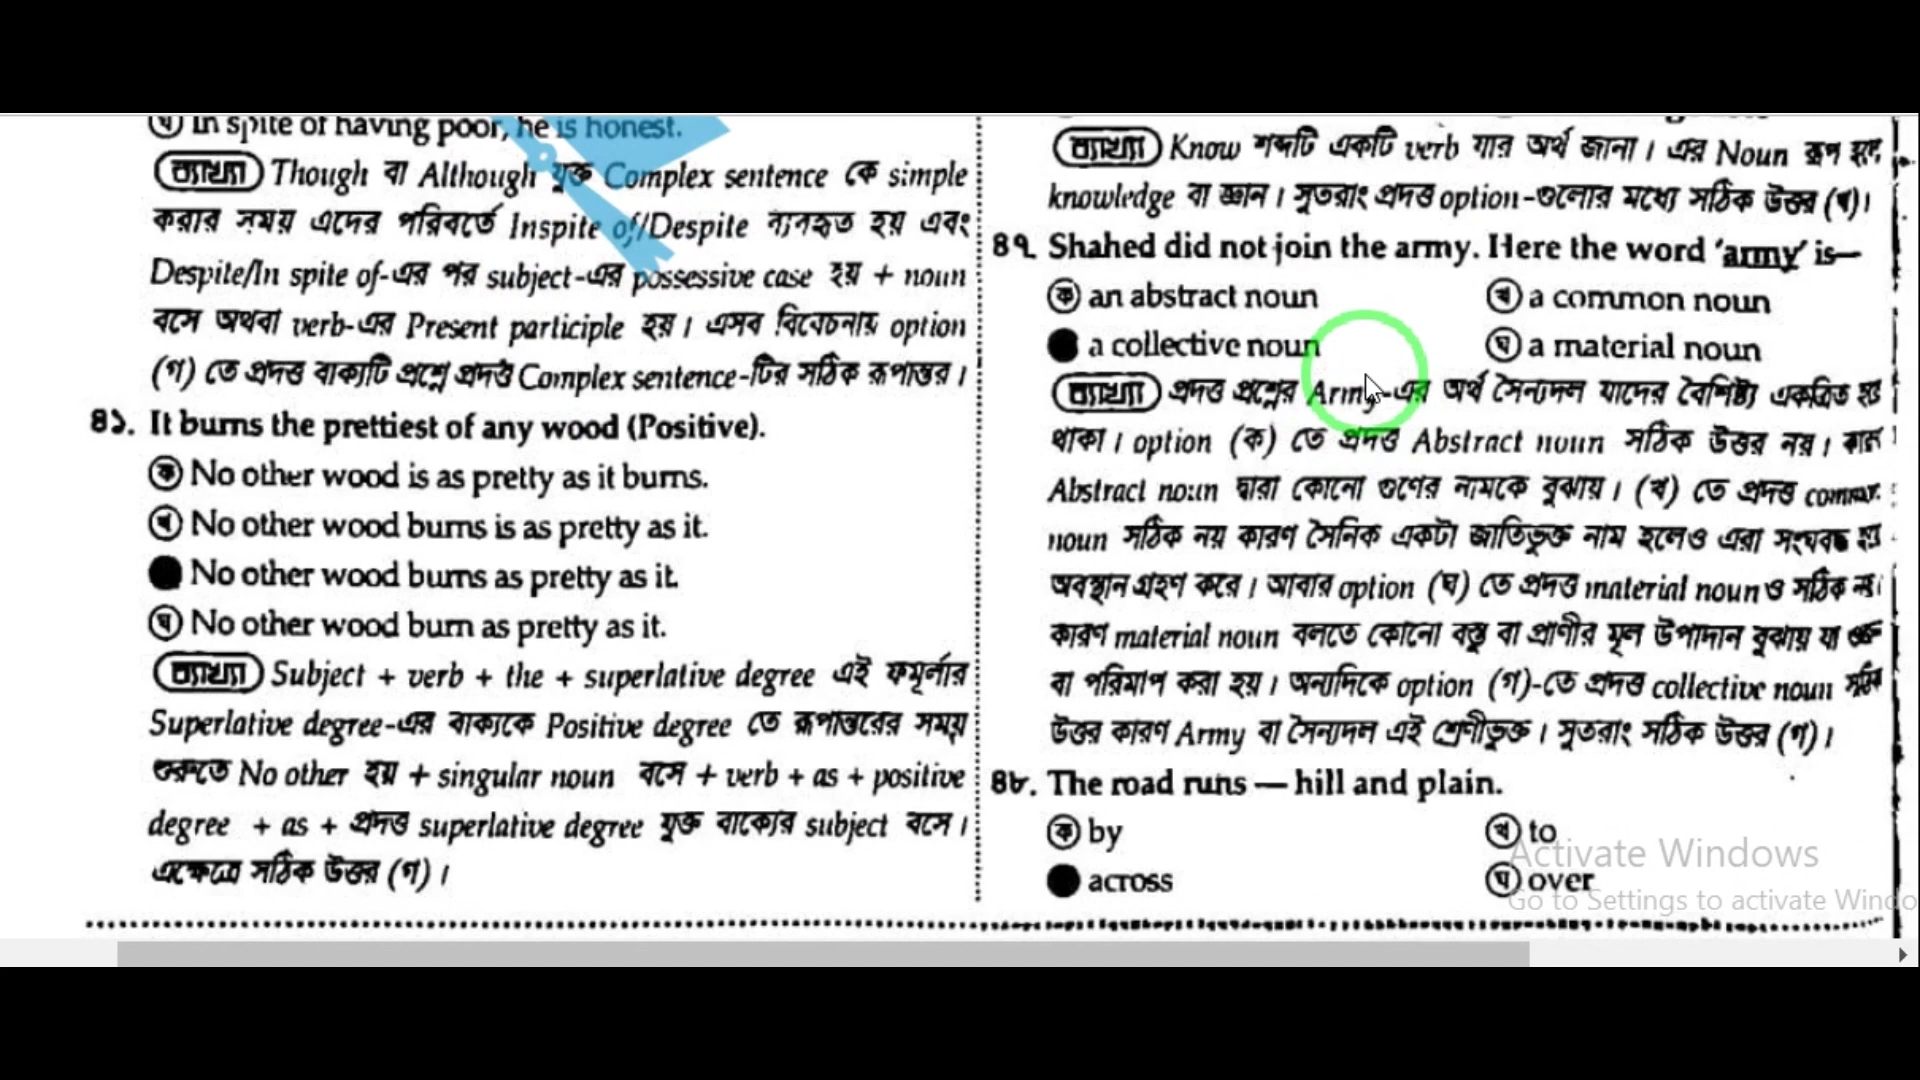 ঘ In spite of having poor, he is honest.
ব্যাখ্যা Though বা Although যুক্ত Complex sentence কে simple
করার সময় এদের পরিবর্তে Inspite of/Despite ব্যবহৃত হয় এবং
Despite/In spite of-এর পর subject-এর possessive case হয় + noun
বসে অথবা verb-এর Present participle হয়। এসব বিবেচনায় option
(গ) তে প্রদত্ত বাক্যটি প্রশ্নে প্রদত্ত Complex sentence-টির সঠিক রূপান্তর।
৪১. It burns the prettiest of any wood (Positive).
ক No other wood is as pretty as it burns.
খ No other wood burns is as pretty as it.
No other wood burns as pretty as it.
ঘ No other wood burn as pretty as it.
ব্যাখ্যা Subject + verb + the + superlative degree এই ফমূর্লার
Superlative degree-এর বাক্যকে Positive degree তে রূপান্তরের সময়
শুরুতে No other হয় + singular noun বসে + verb + as + positive
degree + as + প্রদত্ত superlative degree যুক্ত বাক্যের subject বসে।
এক্ষেত্রে সঠিক উত্তর (গ)।
ব্যাখ্যা Know শব্দটি একটি verb যার অর্থ জানা। এর Noun রূপ হলো
knowledge বা জ্ঞান। সুতরাং প্রদত্ত option-গুলোর মধ্যে সঠিক উত্তর (খ)।
৪৭. Shahed did not join the army. Here the word ‘army’ is—
ক an abstract noun
খ a common noun
a collective noun
ঘ a material noun
ব্যাখ্যা প্রদত্ত প্রশ্নের Army-এর অর্থ সৈন্যদল যাদের বৈশিষ্ট্য একত্রিত হয়ে
থাকা। option (ক) তে প্রদত্ত Abstract noun সঠিক উত্তর নয়। কারণ
Abstract noun দ্বারা কোনো গুণের নামকে বুঝায়। (খ) তে প্রদত্ত common
noun সঠিক নয় কারণ সৈনিক একটা জাতিভুক্ত নাম হলেও এরা সংঘবদ্ধ হয়ে
অবস্থান গ্রহণ করে। আবার option (ঘ) তে প্রদত্ত material noun ও সঠিক নয়।
কারণ material noun বলতে কোনো বস্তু বা প্রাণীর মূল উপাদান বুঝায় যা
বা পরিমাপ করা হয়। অন্যদিকে option (গ)-তে প্রদত্ত collective noun সঠিক
উত্তর কারণ Army বা সৈন্যদল এই শ্রেণীভুক্ত। সুতরাং সঠিক উত্তর (গ)।
৪৮. The road runs — hill and plain.
ক by
খ to
across
ঘ over
Activate Windows
Go to Settings to activate Windo